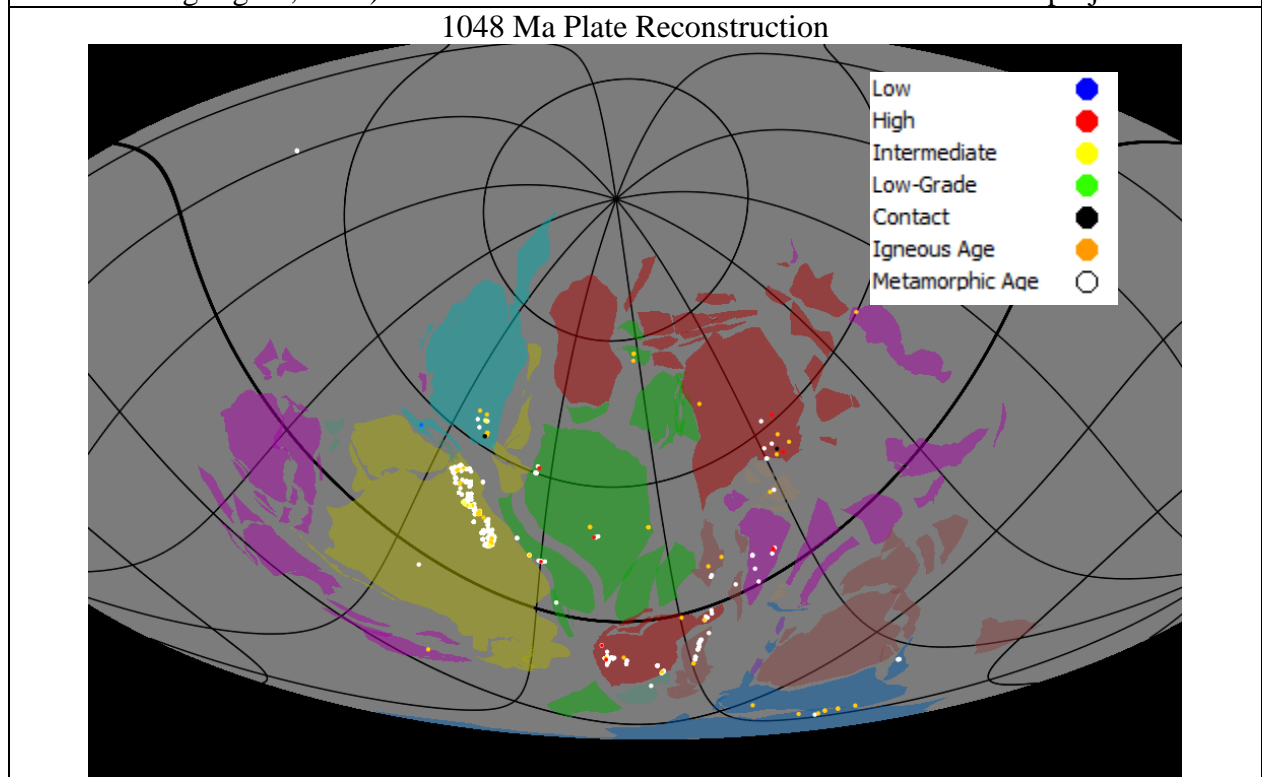 1048 Ma Plate Reconstruction
Low
High
Intermediate
Low-Grade
Contact
Igneous Age
Metamorphic Age